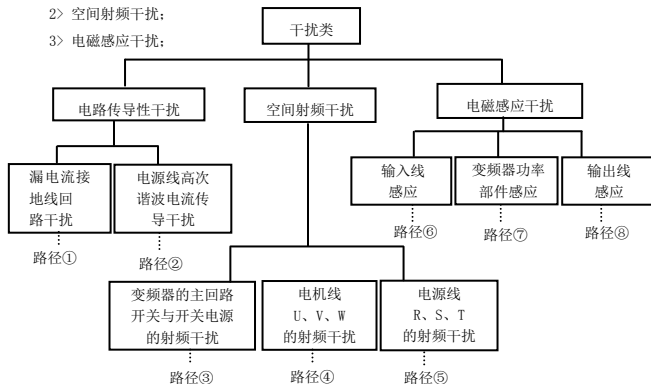 2> 空间射频干扰;
3> 电磁感应干扰;
干扰类
电路传导性干扰
空间射频干扰
电磁感应干扰
漏电流接
地线回
路干扰
电源线高次
谐波电流传
导干扰
输入线
感应
变频器功率
部件感应
输出线
感应
路径①
路径②
路径⑥
路径⑦
路径⑧
变频器的主回路
开关与开关电源
的射频干扰
电机线
U、V、W
的射频干扰
电源线
R、S、T
的射频干扰
路径③
路径④
路径⑤